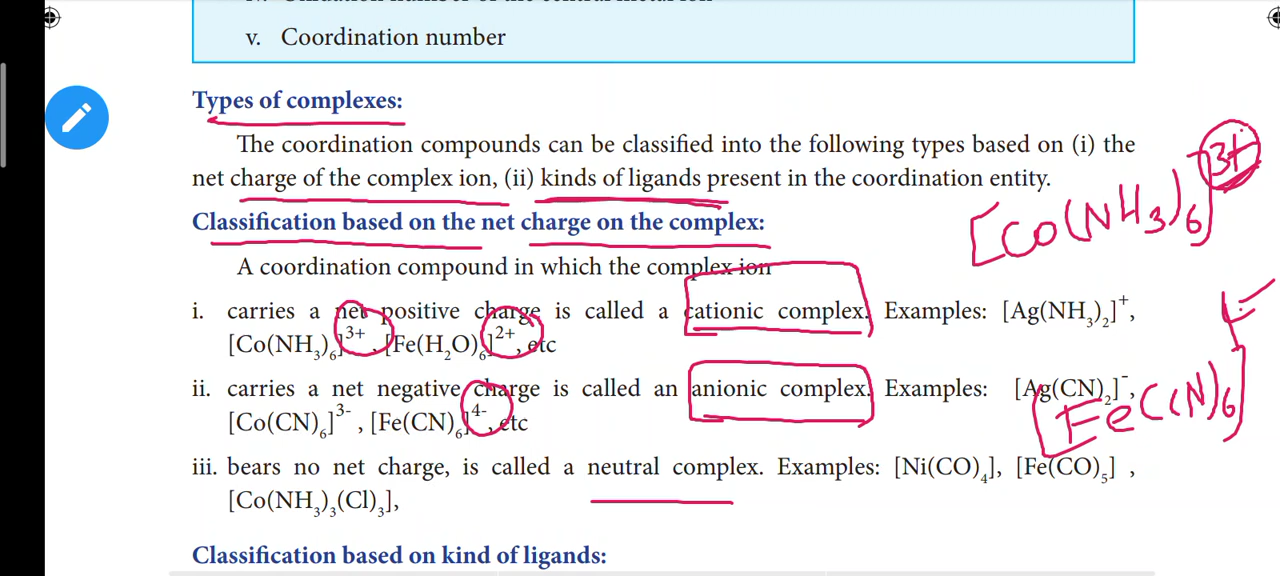 v. Coordination number
Types of complexes:
The coordination compounds can be classified into the following types based on (i) the
net charge of the complex ion, (ii) kinds of ligands present in the coordination entity.
[Co(NH3)6]3+
Classification based on the net charge on the complex:
A coordination compound in which the complex ion
i. carries a net positive charge is called a cationic complex. Examples: [Ag(NH₃)₂]⁺,
[Co(NH₃)₆]³⁺, [Fe(H₂O)₆]²⁺, etc
ii. carries a net negative charge is called an anionic complex. Examples: [Ag(CN)₂]⁻,
[Co(CN)₆]³⁻, [Fe(CN)₆]⁴⁻, etc
[Fe(CN)6]4-
iii. bears no net charge, is called a neutral complex. Examples: [Ni(CO)₄], [Fe(CO)₅] ,
[Co(NH₃)₃(Cl)₃],
Classification based on kind of ligands: